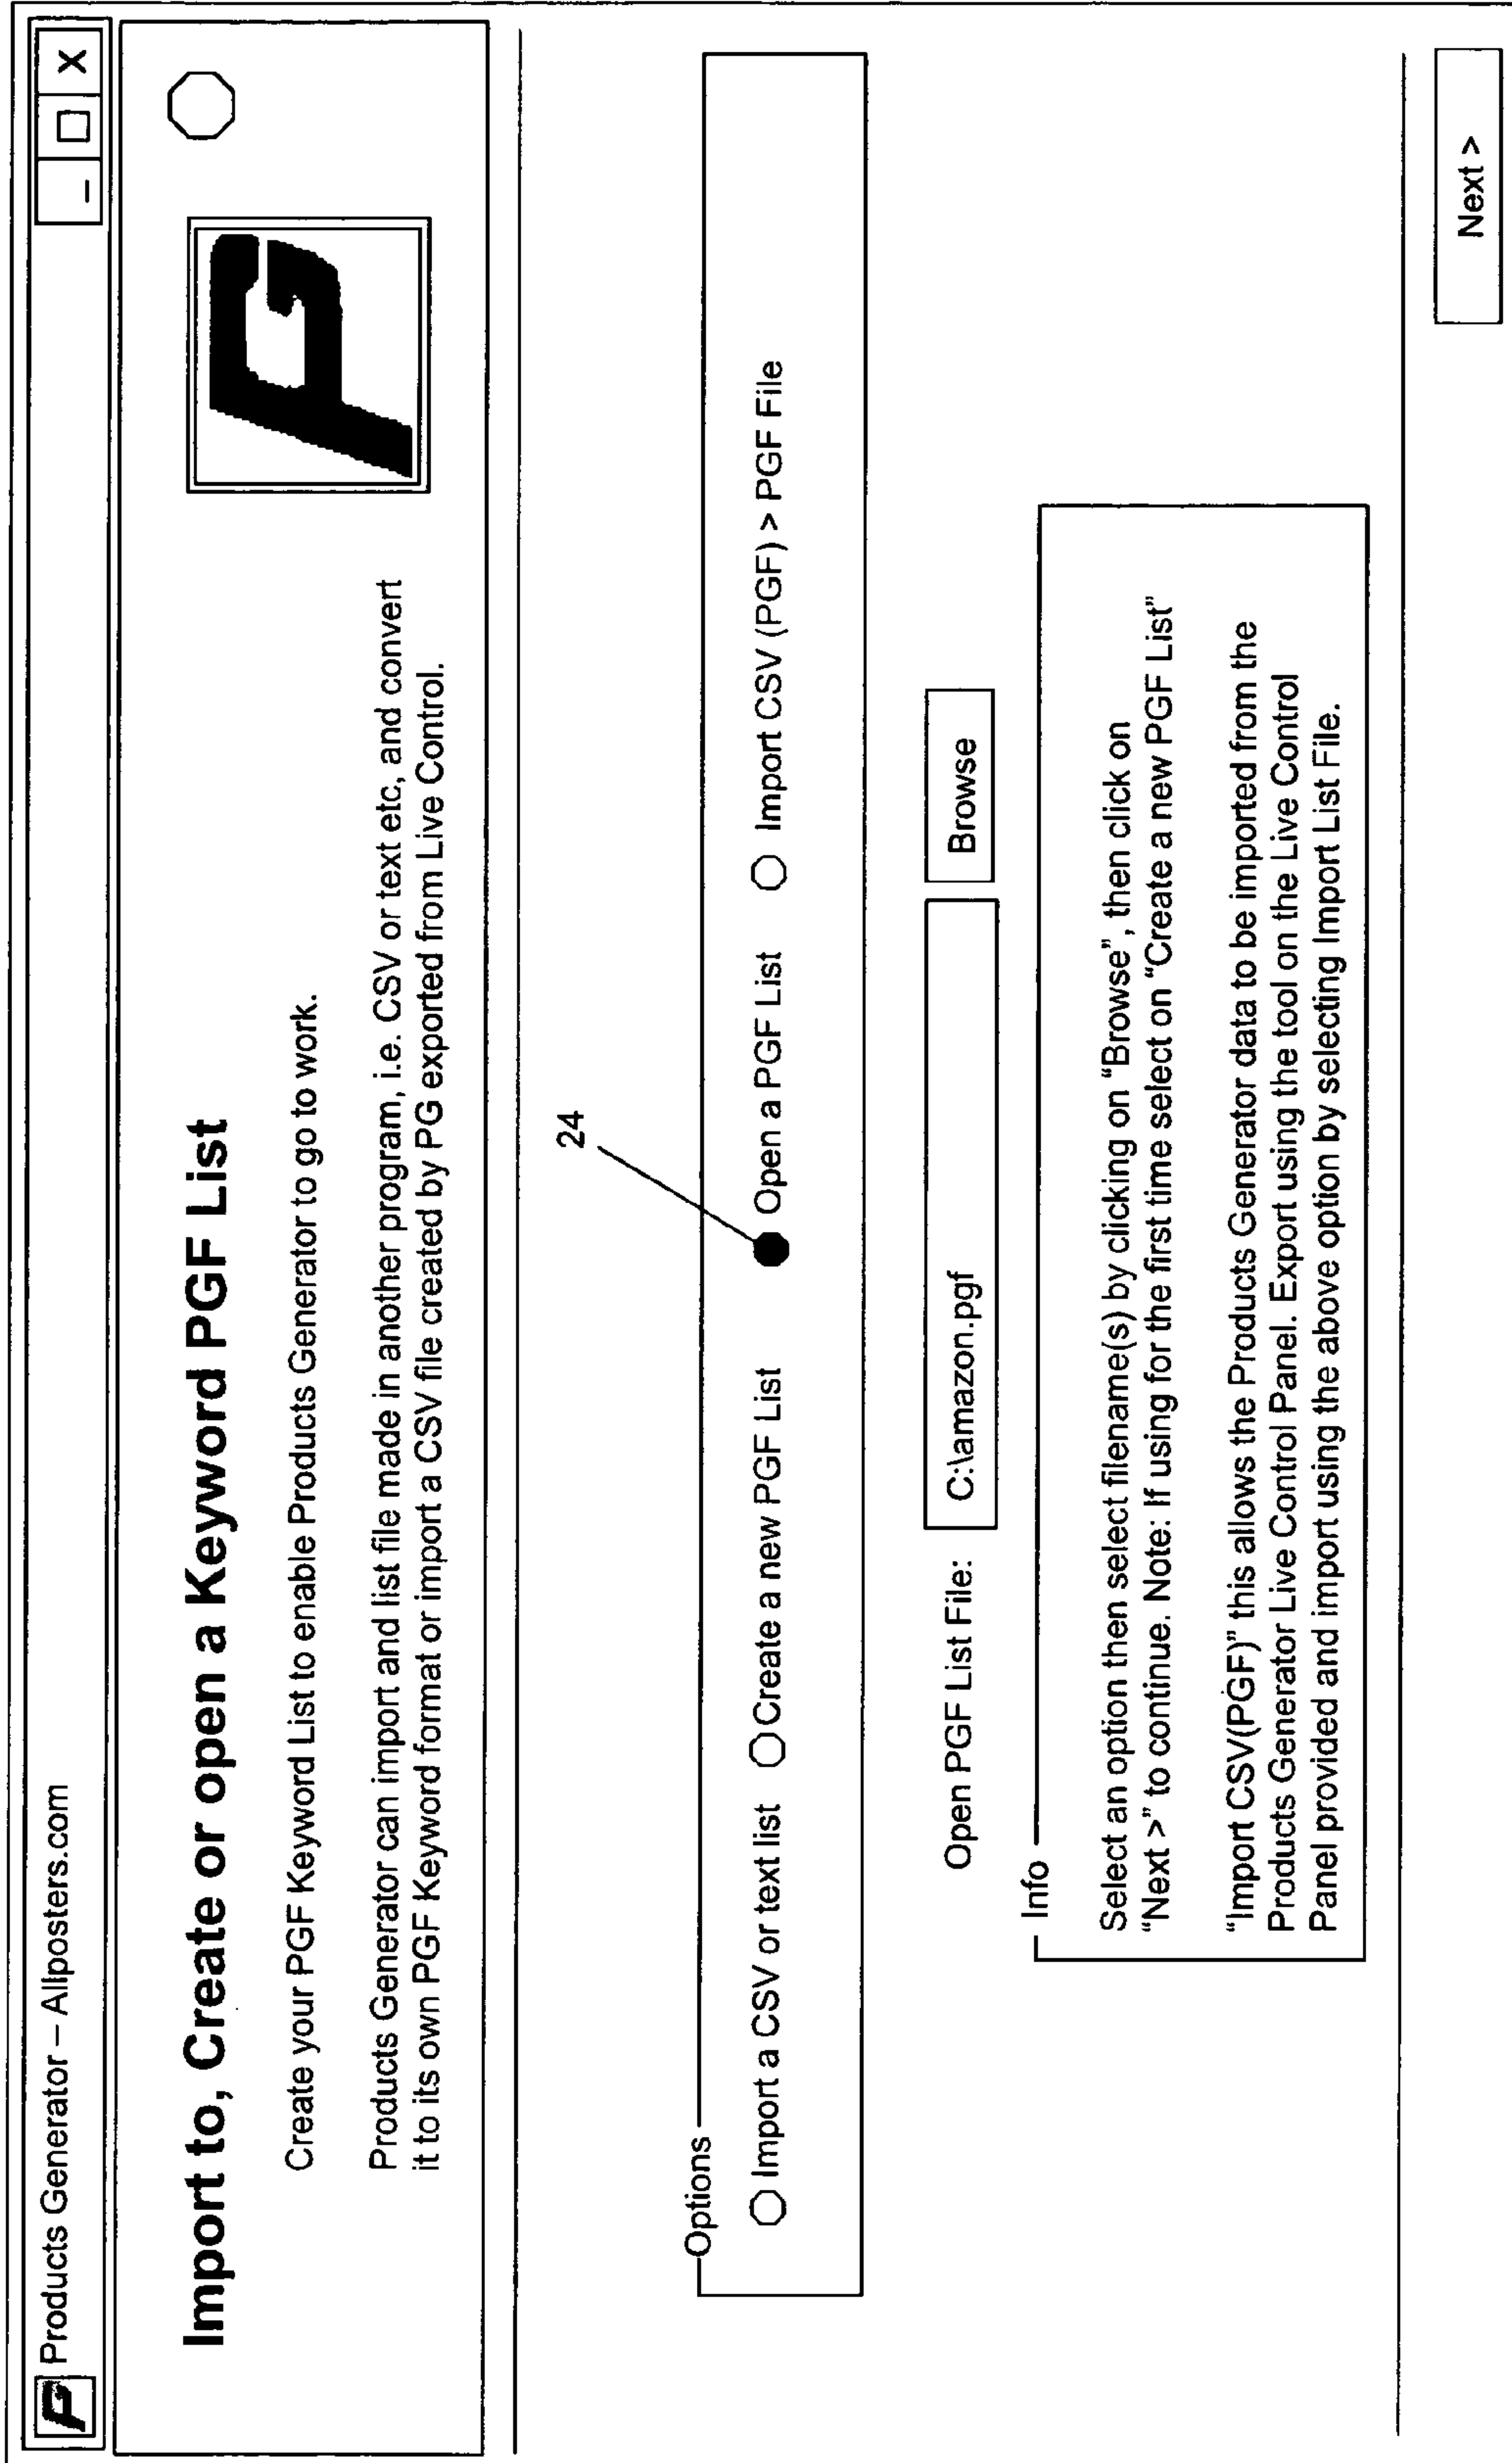 Products Generator – Allposters.com
_ □ X
Import to, Create or open a Keyword PGF List
Create your PGF Keyword List to enable Products Generator to go to work.
Products Generator can import and list file made in another program, i.e. CSV or text etc, and convert
it to its own PGF Keyword format or import a CSV file created by PG exported from Live Control.
PG
24
Options
Import a CSV or text list Create a new PGF List Open a PGF List Import CSV (PGF) > PGF File
Open PGF List File: C:\amazon.pgf Browse
Info
Select an option then select filename(s) by clicking on “Browse”, then click on
“Next >” to continue. Note: If using for the first time select on “Create a new PGF List”
“Import CSV(PGF)” this allows the Products Generator data to be imported from the
Products Generator Live Control Panel. Export using the tool on the Live Control
Panel provided and import using the above option by selecting Import List File.
Next >